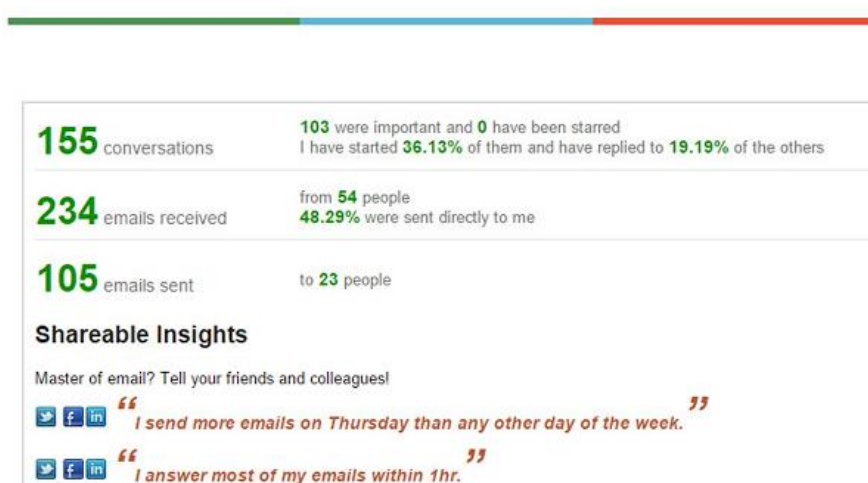 155 conversations
103 were important and 0 have been starred
I have started 36.13% of them and have replied to 19.19% of the others
234 emails received
from 54 people
48.29% were sent directly to me
105 emails sent
to 23 people
Shareable Insights
Master of email? Tell your friends and colleagues!
“I send more emails on Thursday than any other day of the week.”
“I answer most of my emails within 1hr.”